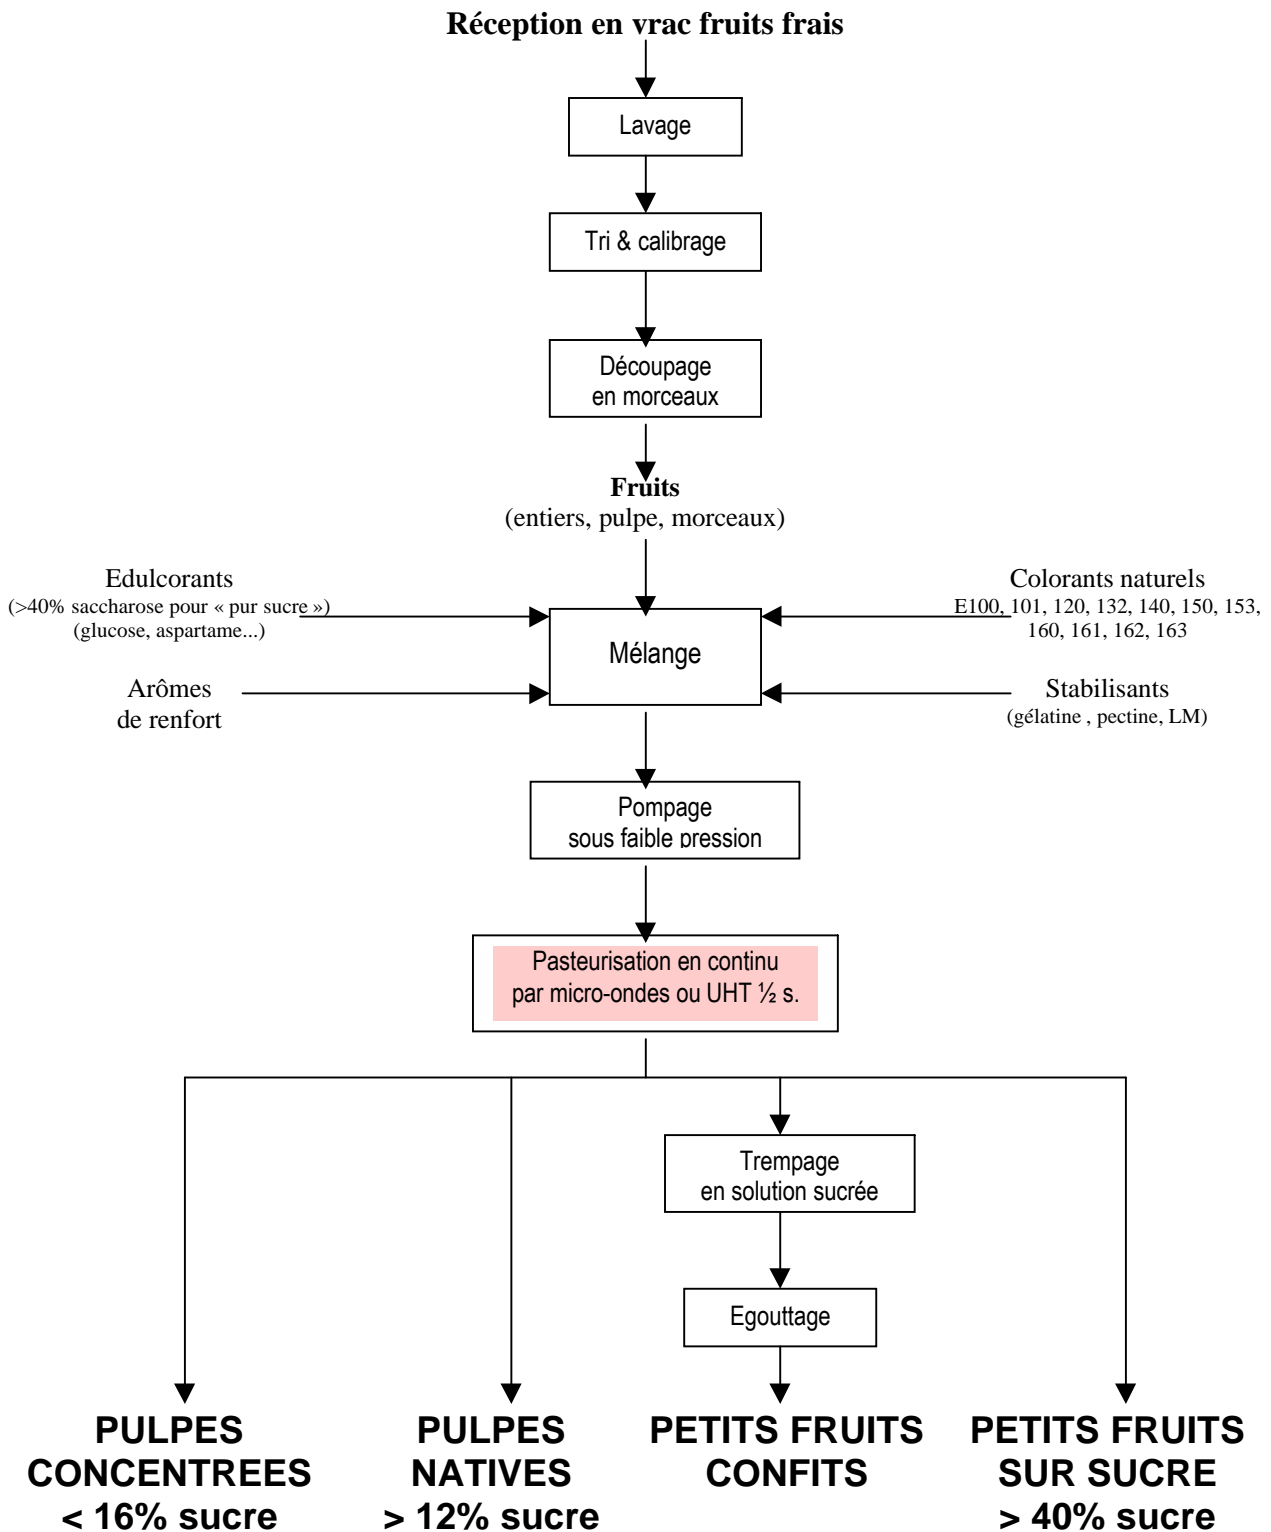 Réception en vrac fruits frais
Lavage
Tri & calibrage
Découpage
en morceaux
Fruits
(entiers, pulpe, morceaux)
Edulcorants
(>40% saccharose pour « pur sucre »)
(glucose, aspartame...)
Colorants naturels
E100, 101, 120, 132, 140, 150, 153,
160, 161, 162, 163
Mélange
Arômes
de renfort
Stabilisants
(gélatine , pectine, LM)
Pompage
sous faible pression
Pasteurisation en continu
par micro-ondes ou UHT ½ s.
Trempage
en solution sucrée
Egouttage
PULPES
CONCENTREES
< 16% sucre
PULPES
NATIVES
> 12% sucre
PETITS FRUITS
CONFITS
PETITS FRUITS
SUR SUCRE
> 40% sucre